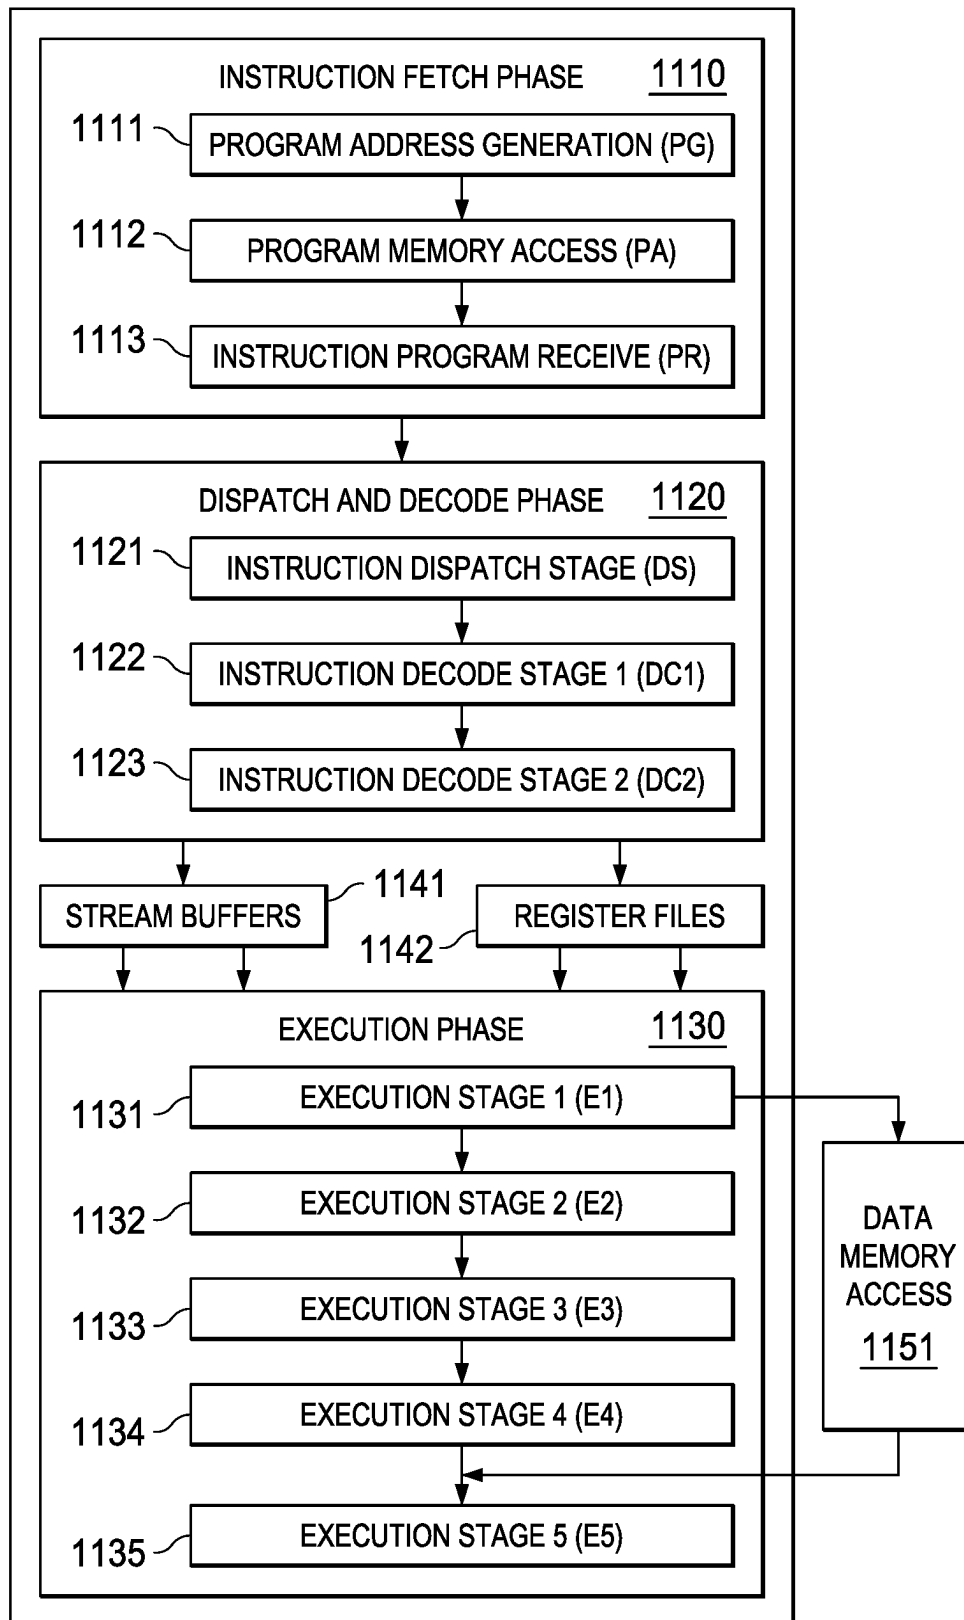 INSTRUCTION FETCH PHASE 1110
1111 PROGRAM ADDRESS GENERATION (PG)
1112 PROGRAM MEMORY ACCESS (PA)
1113 INSTRUCTION PROGRAM RECEIVE (PR)
DISPATCH AND DECODE PHASE 1120
1121 INSTRUCTION DISPATCH STAGE (DS)
1122 INSTRUCTION DECODE STAGE 1 (DC1)
1123 INSTRUCTION DECODE STAGE 2 (DC2)
STREAM BUFFERS 1141
1142 REGISTER FILES
EXECUTION PHASE 1130
1131 EXECUTION STAGE 1 (E1)
1132 EXECUTION STAGE 2 (E2)
1133 EXECUTION STAGE 3 (E3)
1134 EXECUTION STAGE 4 (E4)
1135 EXECUTION STAGE 5 (E5)
DATA
MEMORY
ACCESS
1151